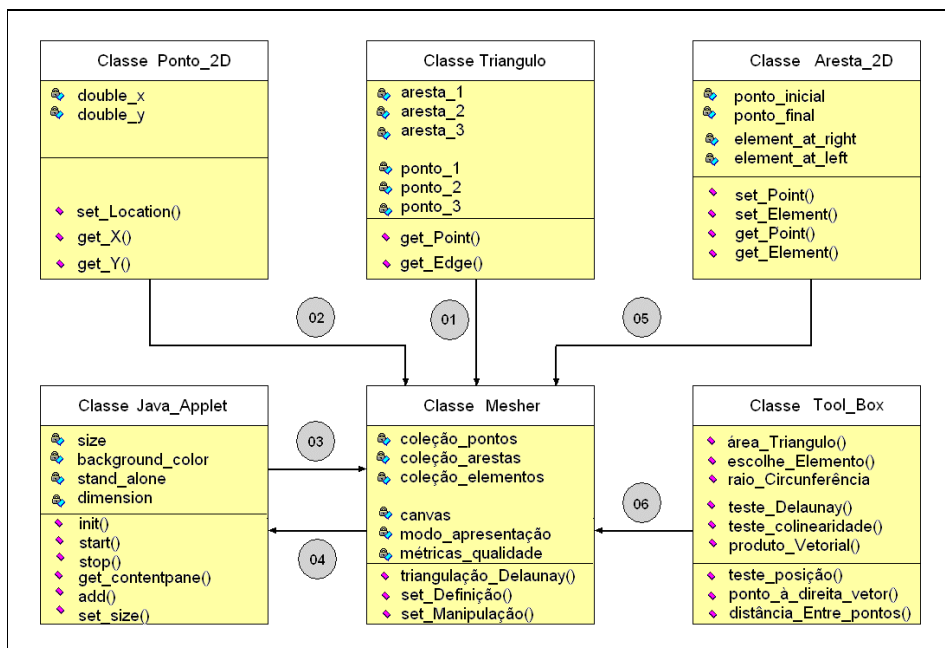 Classe Ponto_2D
double_x
double_y
set_Location()
get_X()
get_Y()
Classe Triangulo
aresta_1
aresta_2
aresta_3
ponto_1
ponto_2
ponto_3
get_Point()
get_Edge()
Classe Aresta_2D
ponto_inicial
ponto_final
element_at_right
element_at_left
set_Point()
set_Element()
get_Point()
get_Element()
02
01
05
Classe Java_Applet
size
background_color
stand_alone
dimension
init()
start()
stop()
get_contentpane()
add()
set_size()
03
04
Classe Mesher
coleção_pontos
coleção_arestas
coleção_elementos
canvas
modo_apresentação
métricas_qualidade
triangulação_Delaunay()
set_Definição()
set_Manipulação()
06
Classe Tool_Box
área_Triangulo()
escolhe_Elemento()
raio_Circunferência
teste_Delaunay()
teste_colinearidade()
produto_Vetorial()
teste_posição()
ponto_à_direita_vetor()
distância_Entre_pontos()